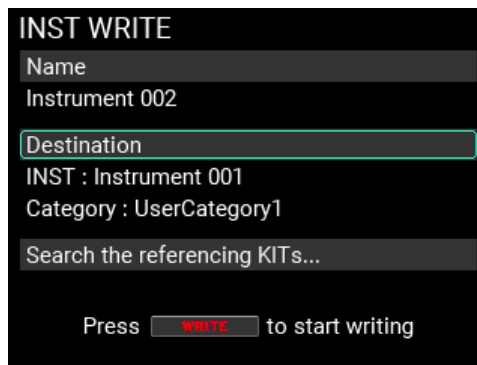 INST WRITE
Name
Instrument 002
Destination
INST : Instrument 001
Category : UserCategory1
Search the referencing KITs...
Press WRITE to start writing